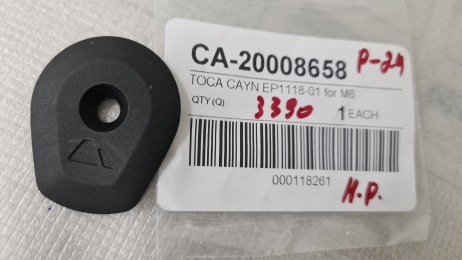 CA-20008658 P-24
TOCA CAYN EP1118-01 for M6
QTY(Q) 3390 1 EACH
000118261
H.P.